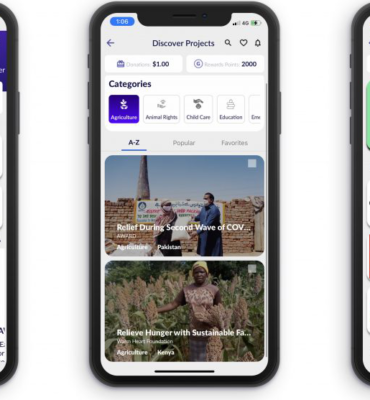 1:06
4G
Discover Projects
Donations $1.00
Rewards Points 2000
Categories
Agriculture
Animal Rights
Child Care
Education
A-Z
Popular
Favorites
Relief During Second Wave of COV...
AWARD
Agriculture Pakistan
Relieve Hunger with Sustainable Fa...
Warm Heart Foundation
Agriculture Kenya